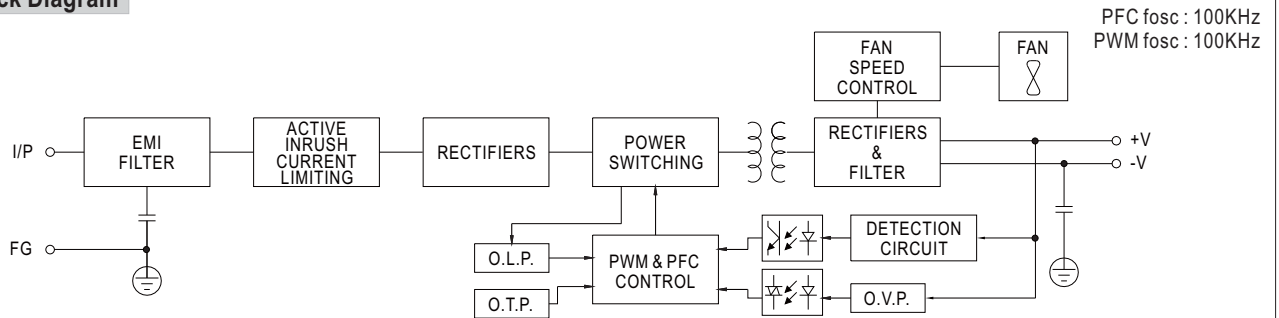 ck Diagram
PFC fosc : 100KHz
PWM fosc : 100KHz
FAN
SPEED
CONTROL
FAN
I/P
EMI
FILTER
ACTIVE
INRUSH
CURRENT
LIMITING
RECTIFIERS
POWER
SWITCHING
RECTIFIERS
&
FILTER
+V
-V
FG
O.L.P.
O.T.P.
PWM & PFC
CONTROL
DETECTION
CIRCUIT
O.V.P.